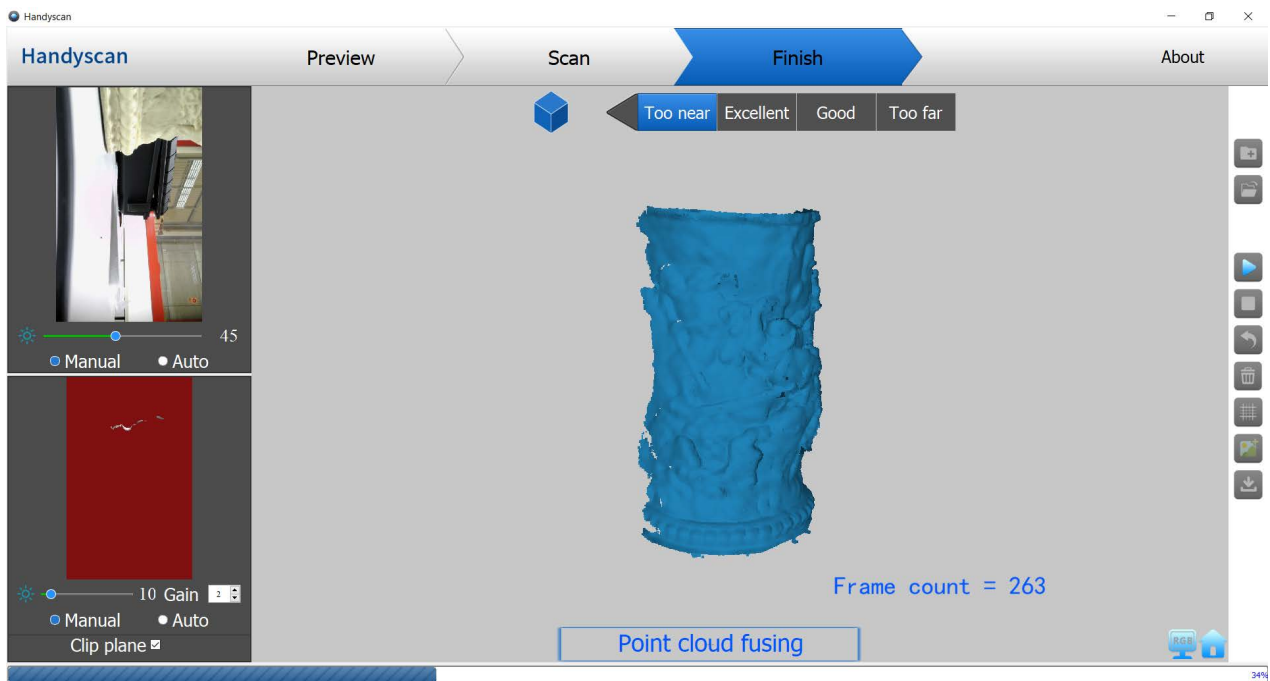 Handyscan
Handyscan Preview Scan Finish About
Too near Excellent Good Too far
45
Manual Auto
10 Gain 2
Manual Auto
Clip plane
Frame count = 263
Point cloud fusing
RGB
34%